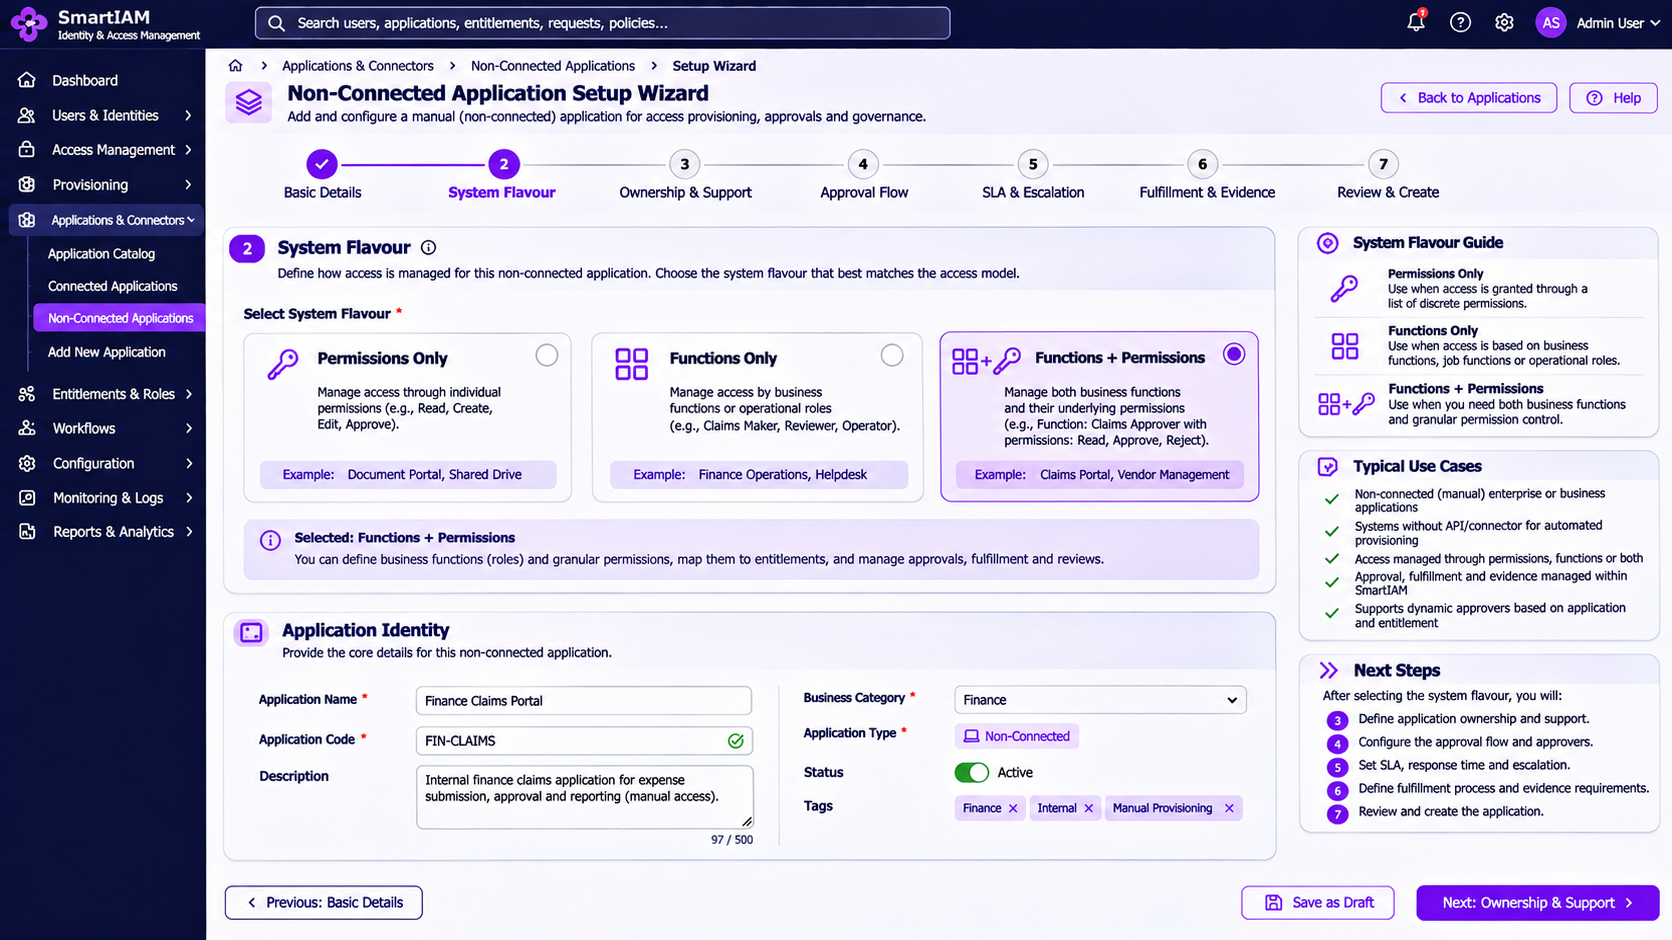 SmartIAM
Identity & Access Management
Search users, applications, entitlements, requests, policies...
1
AS
Admin User
Dashboard
Users & Identities
Access Management
Provisioning
Applications & Connectors
Application Catalog
Connected Applications
Non-Connected Applications
Add New Application
Entitlements & Roles
Workflows
Configuration
Monitoring & Logs
Reports & Analytics
Applications & Connectors
Non-Connected Applications
Setup Wizard
Non-Connected Application Setup Wizard
Add and configure a manual (non-connected) application for access provisioning, approvals and governance.
Back to Applications
Help
Basic Details
2
System Flavour
3
Ownership & Support
4
Approval Flow
5
SLA & Escalation
6
Fulfillment & Evidence
7
Review & Create
2
System Flavour
Define how access is managed for this non-connected application. Choose the system flavour that best matches the access model.
Select System Flavour *
Permissions Only
Manage access through individual
permissions (e.g., Read, Create,
Edit, Approve).
Example: Document Portal, Shared Drive
Functions Only
Manage access by business
functions or operational roles
(e.g., Claims Maker, Reviewer, Operator).
Example: Finance Operations, Helpdesk
Functions + Permissions
Manage both business functions
and their underlying permissions
(e.g., Function: Claims Approver with
permissions: Read, Approve, Reject).
Example: Claims Portal, Vendor Management
Selected: Functions + Permissions
You can define business functions (roles) and granular permissions, map them to entitlements, and manage approvals, fulfillment and reviews.
Application Identity
Provide the core details for this non-connected application.
Application Name *
Finance Claims Portal
Application Code *
FIN-CLAIMS
Description
Internal finance claims application for expense
submission, approval and reporting (manual access).
97 / 500
Business Category *
Finance
Application Type *
Non-Connected
Status
Active
Tags
Finance
Internal
Manual Provisioning
System Flavour Guide
Permissions Only
Use when access is granted through a
list of discrete permissions.
Functions Only
Use when access is based on business
functions, job functions or operational roles.
Functions + Permissions
Use when you need both business functions
and granular permission control.
Typical Use Cases
Non-connected (manual) enterprise or business
applications
Systems without API/connector for automated
provisioning
Access managed through permissions, functions or both
Approval, fulfillment and evidence managed within
SmartIAM
Supports dynamic approvers based on application
and entitlement
Next Steps
After selecting the system flavour, you will:
3 Define application ownership and support.
4 Configure the approval flow and approvers.
5 Set SLA, response time and escalation.
6 Define fulfillment process and evidence requirements.
7 Review and create the application.
Previous: Basic Details
Save as Draft
Next: Ownership & Support